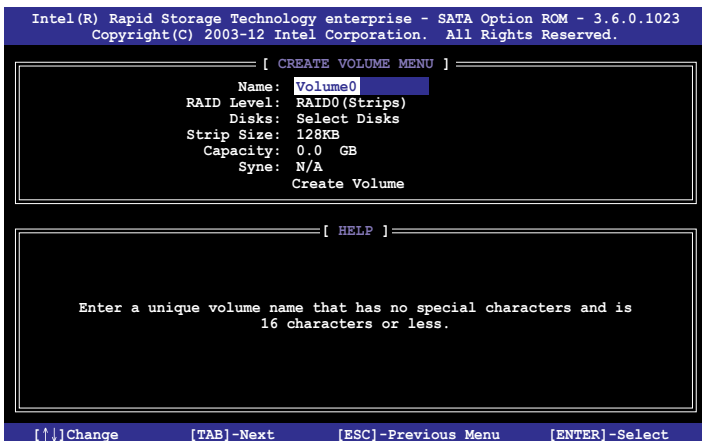 Intel(R) Rapid Storage Technology enterprise - SATA Option ROM - 3.6.0.1023
Copyright(C) 2003-12 Intel Corporation.  All Rights Reserved.
[ CREATE VOLUME MENU ]
Name: Volume0
RAID Level: RAID0(Strips)
Disks: Select Disks
Strip Size: 128KB
Capacity: 0.0 GB
Syne: N/A
Create Volume
[ HELP ]
Enter a unique volume name that has no special characters and is
16 characters or less.
[↑↓]Change [TAB]-Next [ESC]-Previous Menu [ENTER]-Select